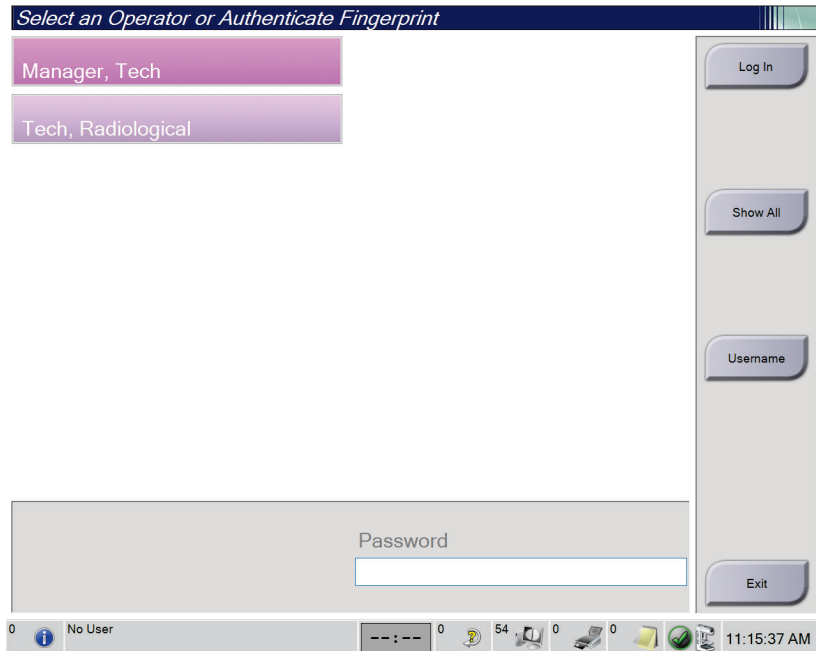 Select an Operator or Authenticate Fingerprint
Manager, Tech
Tech, Radiological
Log In
Show All
Username
Password
Exit
0 No User --:-- 0 54 0 0 11:15:37 AM